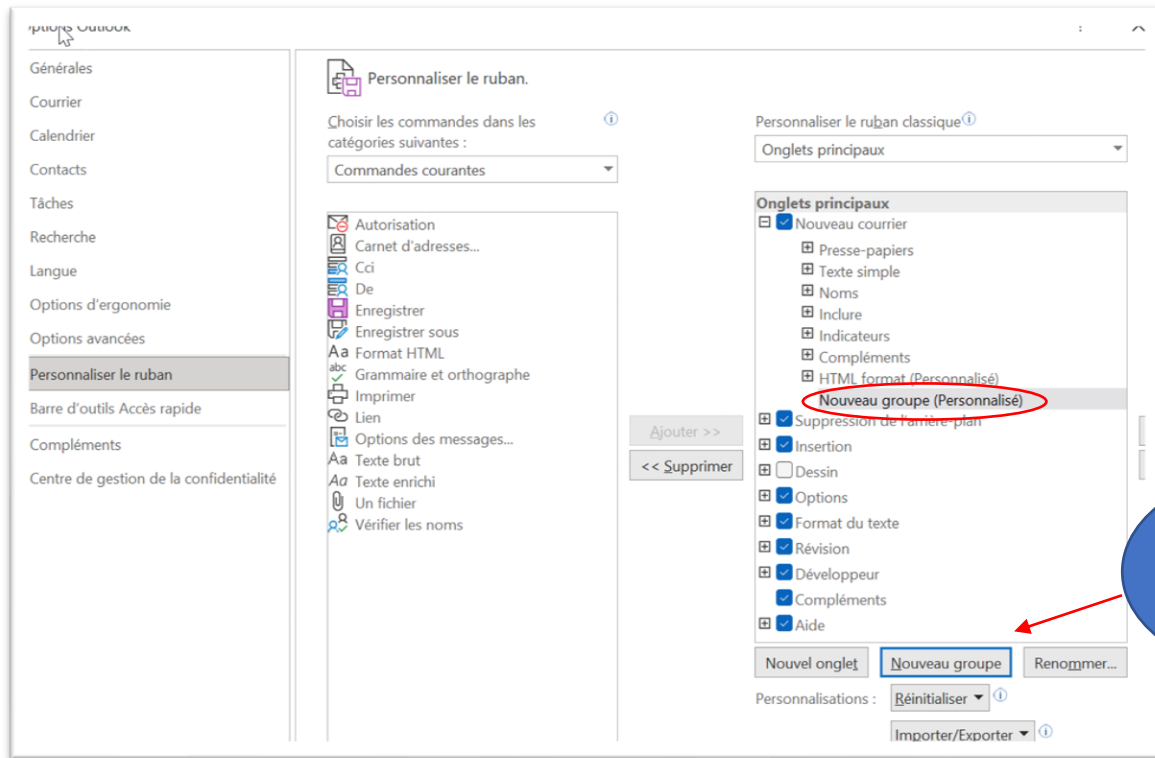 Options Outlook
Générales
Courrier
Calendrier
Contacts
Tâches
Recherche
Langue
Options d'ergonomie
Options avancées
Personnaliser le ruban
Barre d'outils Accès rapide
Compléments
Centre de gestion de la confidentialité
Personnaliser le ruban.
Choisir les commandes dans les
catégories suivantes :
Commandes courantes
Autorisation
Carnet d'adresses...
Cci
De
Enregistrer
Enregistrer sous
Format HTML
Grammaire et orthographe
Imprimer
Lien
Options des messages...
Texte brut
Texte enrichi
Un fichier
Vérifier les noms
Ajouter >>
<< Supprimer
Personnaliser le ruban classique
Onglets principaux
Onglets principaux
Nouveau courrier
Presse-papiers
Texte simple
Noms
Inclure
Indicateurs
Compléments
HTML format (Personnalisé)
Nouveau groupe (Personnalisé)
Suppression de l'arrière-plan
Insertion
Dessin
Options
Format du texte
Révision
Développeur
Compléments
Aide
Nouvel onglet Nouveau groupe Renommer...
Personnalisations : Réinitialiser
Importer/Exporter